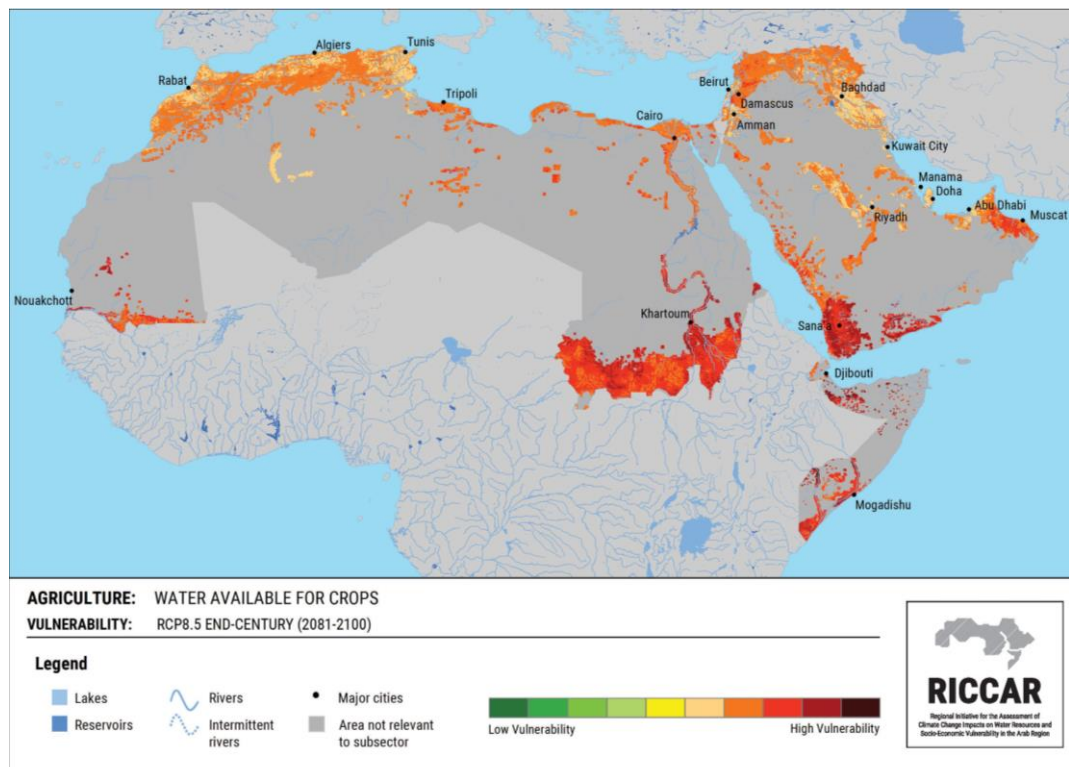 Algiers
Tunis
Rabat
Tripoli
Beirut
Baghdad
Damascus
Cairo
Amman
Kuwait City
Manama
Doha
Abu Dhabi
Riyadh
Muscat
Nouakchott
Khartoum
Sana'a
Djibouti
Mogadishu
AGRICULTURE: WATER AVAILABLE FOR CROPS
VULNERABILITY: RCP8.5 END-CENTURY (2081-2100)
Legend
Lakes
Rivers
Major cities
Reservoirs
Intermittent
rivers
Area not relevant
to subsector
Low Vulnerability
High Vulnerability
RICCAR
Regional Initiative for the Assessment of
Climate Change Impacts on Water Resources and
Socio-Economic Vulnerability in the Arab Region